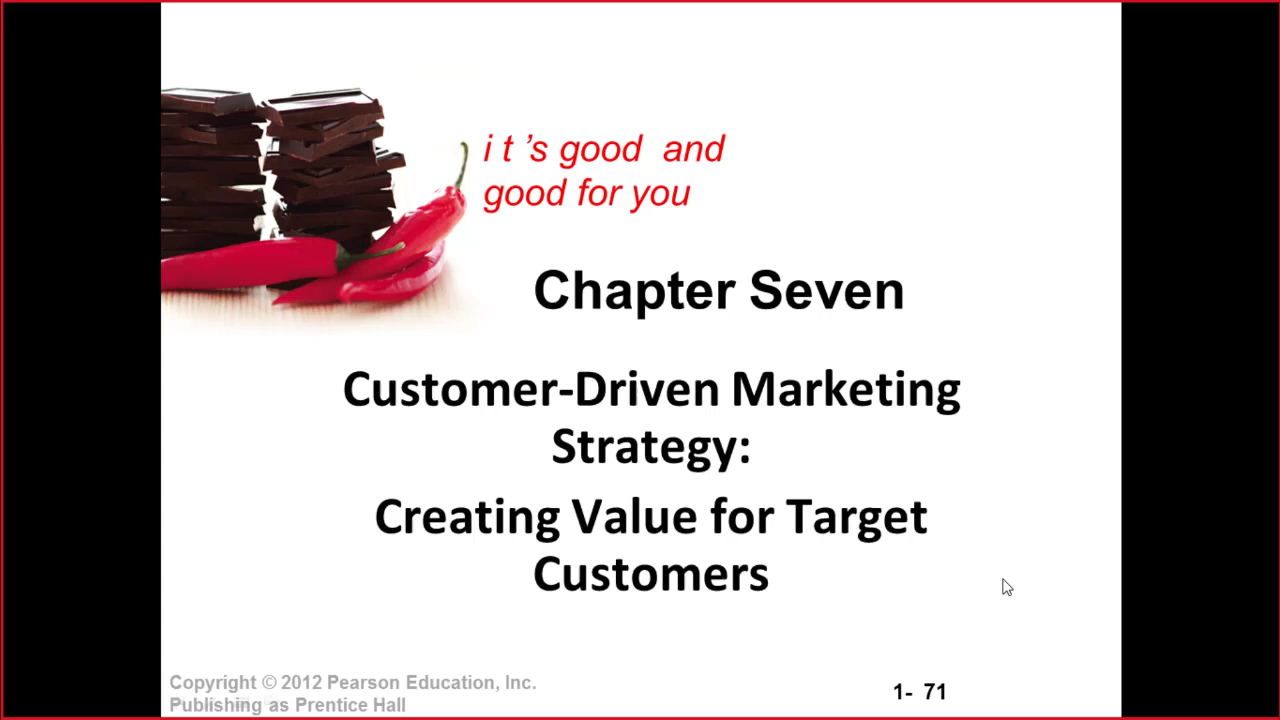 i t ’s good and
good for you
Chapter Seven
Customer-Driven Marketing
Strategy:
Creating Value for Target
Customers
Copyright © 2012 Pearson Education, Inc.
Publishing as Prentice Hall
1- 71